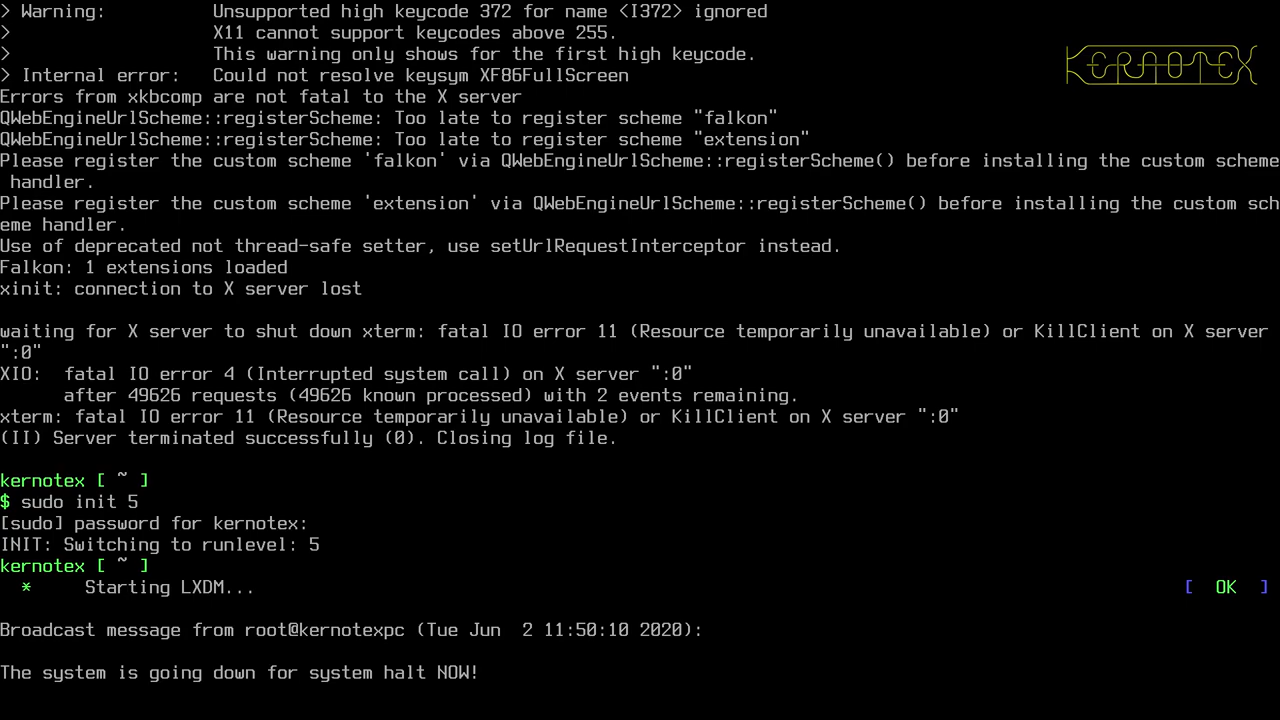 > Warning:          Unsupported high keycode 372 for name <I372> ignored
>                   X11 cannot support keycodes above 255.
>                   This warning only shows for the first high keycode.
> Internal error:   Could not resolve keysym XF86FullScreen
Errors from xkbcomp are not fatal to the X server
QWebEngineUrlScheme::registerScheme: Too late to register scheme "falkon"
QWebEngineUrlScheme::registerScheme: Too late to register scheme "extension"
Please register the custom scheme 'falkon' via QWebEngineUrlScheme::registerScheme() before installing the custom scheme
 handler.
Please register the custom scheme 'extension' via QWebEngineUrlScheme::registerScheme() before installing the custom sch
eme handler.
Use of deprecated not thread-safe setter, use setUrlRequestInterceptor instead.
Falkon: 1 extensions loaded
xinit: connection to X server lost
waiting for X server to shut down xterm: fatal IO error 11 (Resource temporarily unavailable) or KillClient on X server
":0"
XIO:  fatal IO error 4 (Interrupted system call) on X server ":0"
      after 49626 requests (49626 known processed) with 2 events remaining.
xterm: fatal IO error 11 (Resource temporarily unavailable) or KillClient on X server ":0"
(II) Server terminated successfully (0). Closing log file.
kernotex [ ~ ]
$ sudo init 5
[sudo] password for kernotex:
INIT: Switching to runlevel: 5
kernotex [ ~ ]
  *     Starting LXDM... [  OK  ]
Broadcast message from root@kernotexpc (Tue Jun  2 11:50:10 2020):
The system is going down for system halt NOW!
KERNOTEX